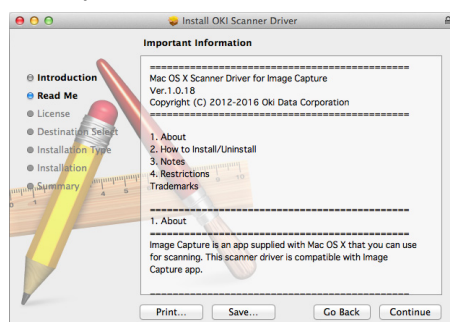 Install OKI Scanner Driver
Important Information
Introduction
Read Me
License
Destination Select
Installation Type
Installation
Summary
==================================================
Mac OS X Scanner Driver for Image Capture
Ver.1.0.18
Copyright (C) 2012-2016 Oki Data Corporation
==================================================
1. About
2. How to Install/Uninstall
3. Notes
4. Restrictions
Trademarks
==================================================
1. About
==================================================
Image Capture is an app supplied with Mac OS X that you can use
for scanning. This scanner driver is compatible with Image
Capture app.
Print...
Save...
Go Back
Continue